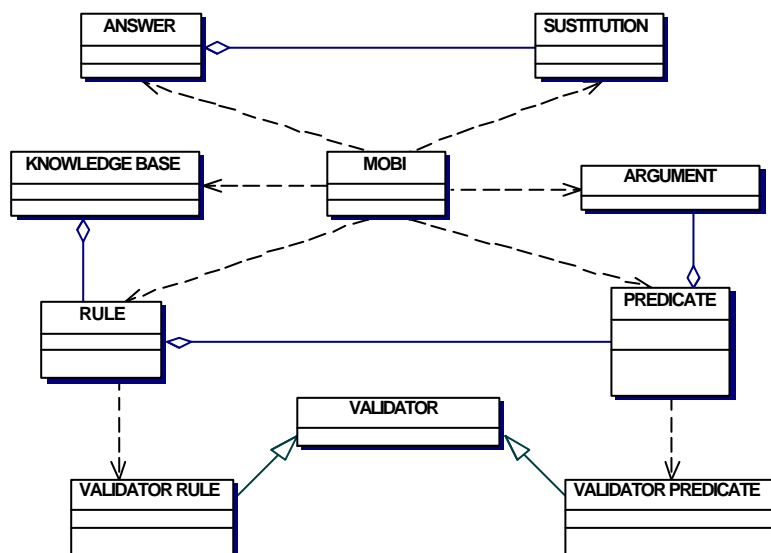 ANSWER
SUSTITUTION
KNOWLEDGE BASE
MOBI
ARGUMENT
RULE
PREDICATE
VALIDATOR
VALIDATOR RULE
VALIDATOR PREDICATE